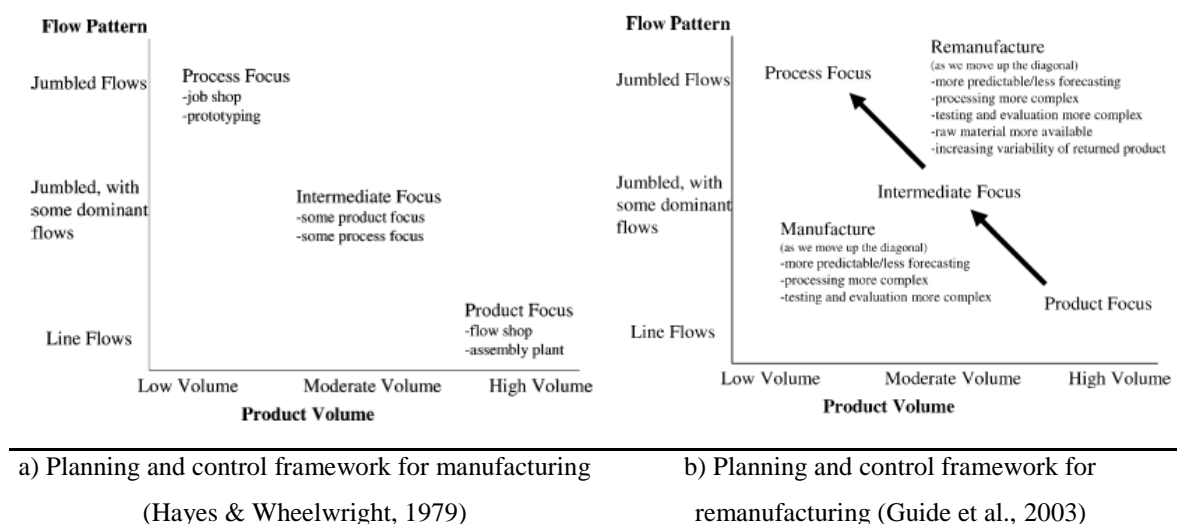 Flow Pattern
Jumbled Flows
Process Focus
-job shop
-prototyping
Jumbled, with
some dominant
flows
Intermediate Focus
-some product focus
-some process focus
Line Flows
Product Focus
-flow shop
-assembly plant
Low Volume
Moderate Volume
High Volume
Product Volume
Flow Pattern
Jumbled Flows
Process Focus
Remanufacture
(as we move up the diagonal)
-more predictable/less forecasting
-processing more complex
-testing and evaluation more complex
-raw material more available
-increasing variability of returned product
Jumbled, with
some dominant
flows
Intermediate Focus
Manufacture
(as we move up the diagonal)
-more predictable/less forecasting
-processing more complex
-testing and evaluation more complex
Product Focus
Line Flows
Low Volume
Moderate Volume
High Volume
Product Volume
a) Planning and control framework for manufacturing
(Hayes & Wheelwright, 1979)
b) Planning and control framework for
remanufacturing (Guide et al., 2003)